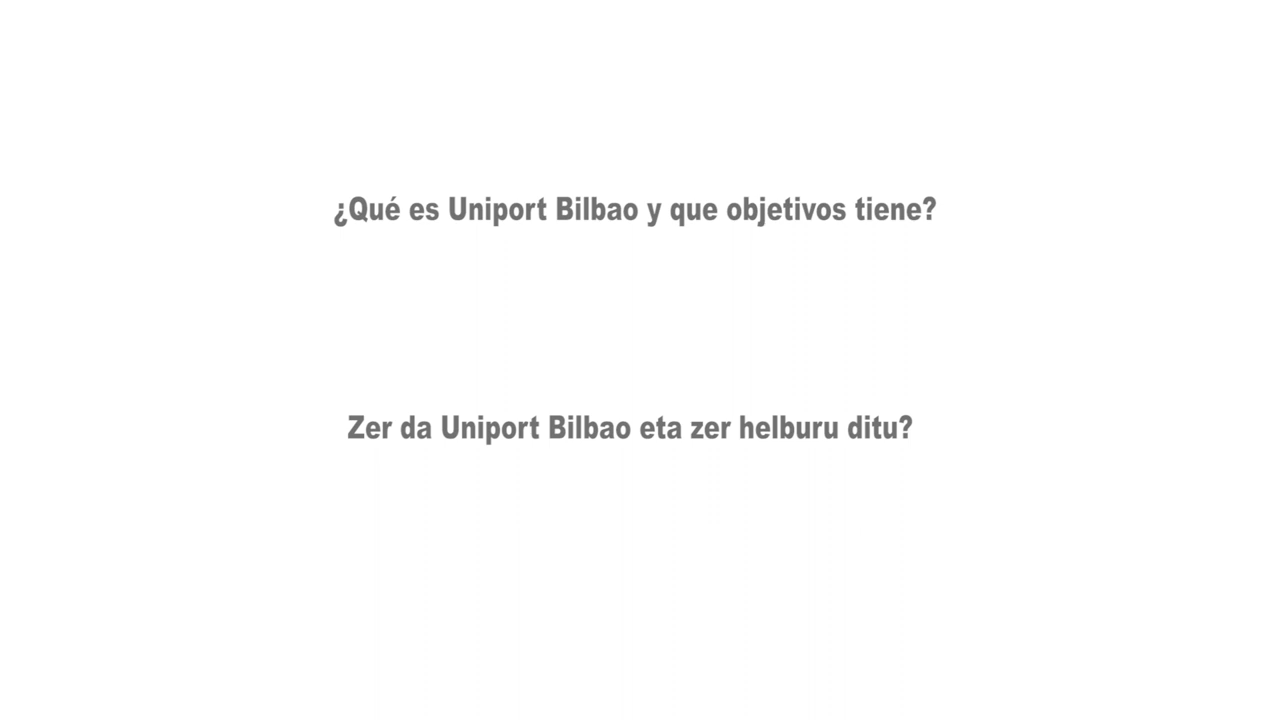 ¿Qué es Uniport Bilbao y que objetivos tiene?
Zer da Uniport Bilbao eta zer helburu ditu?